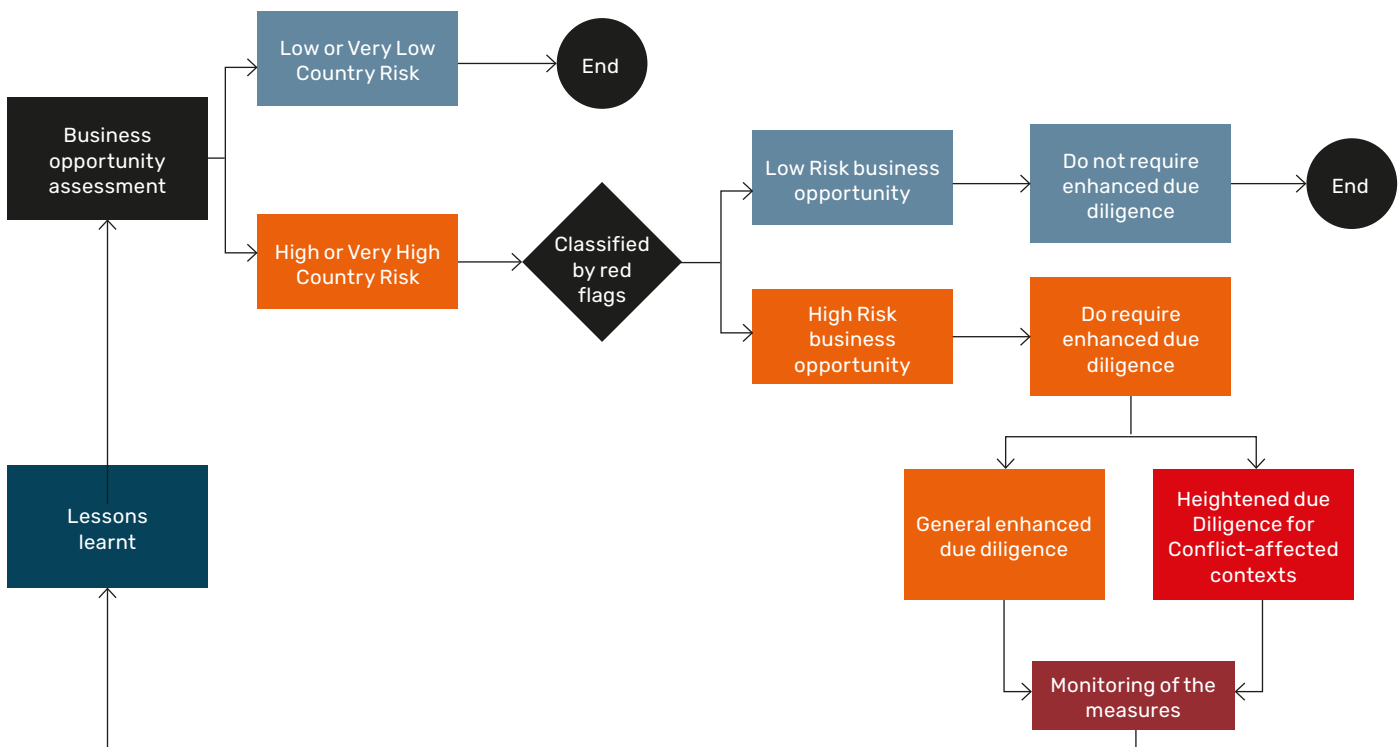 Low or Very Low
Country Risk
End
Business
opportunity
assessment
Low Risk business
opportunity
Do not require
enhanced due
diligence
End
High or Very High
Country Risk
Classified
by red
flags
High Risk
business
opportunity
Do require
enhanced due
diligence
Lessons
learnt
General enhanced
due diligence
Heightened due
Diligence for
Conflict-affected
contexts
Monitoring of the
measures